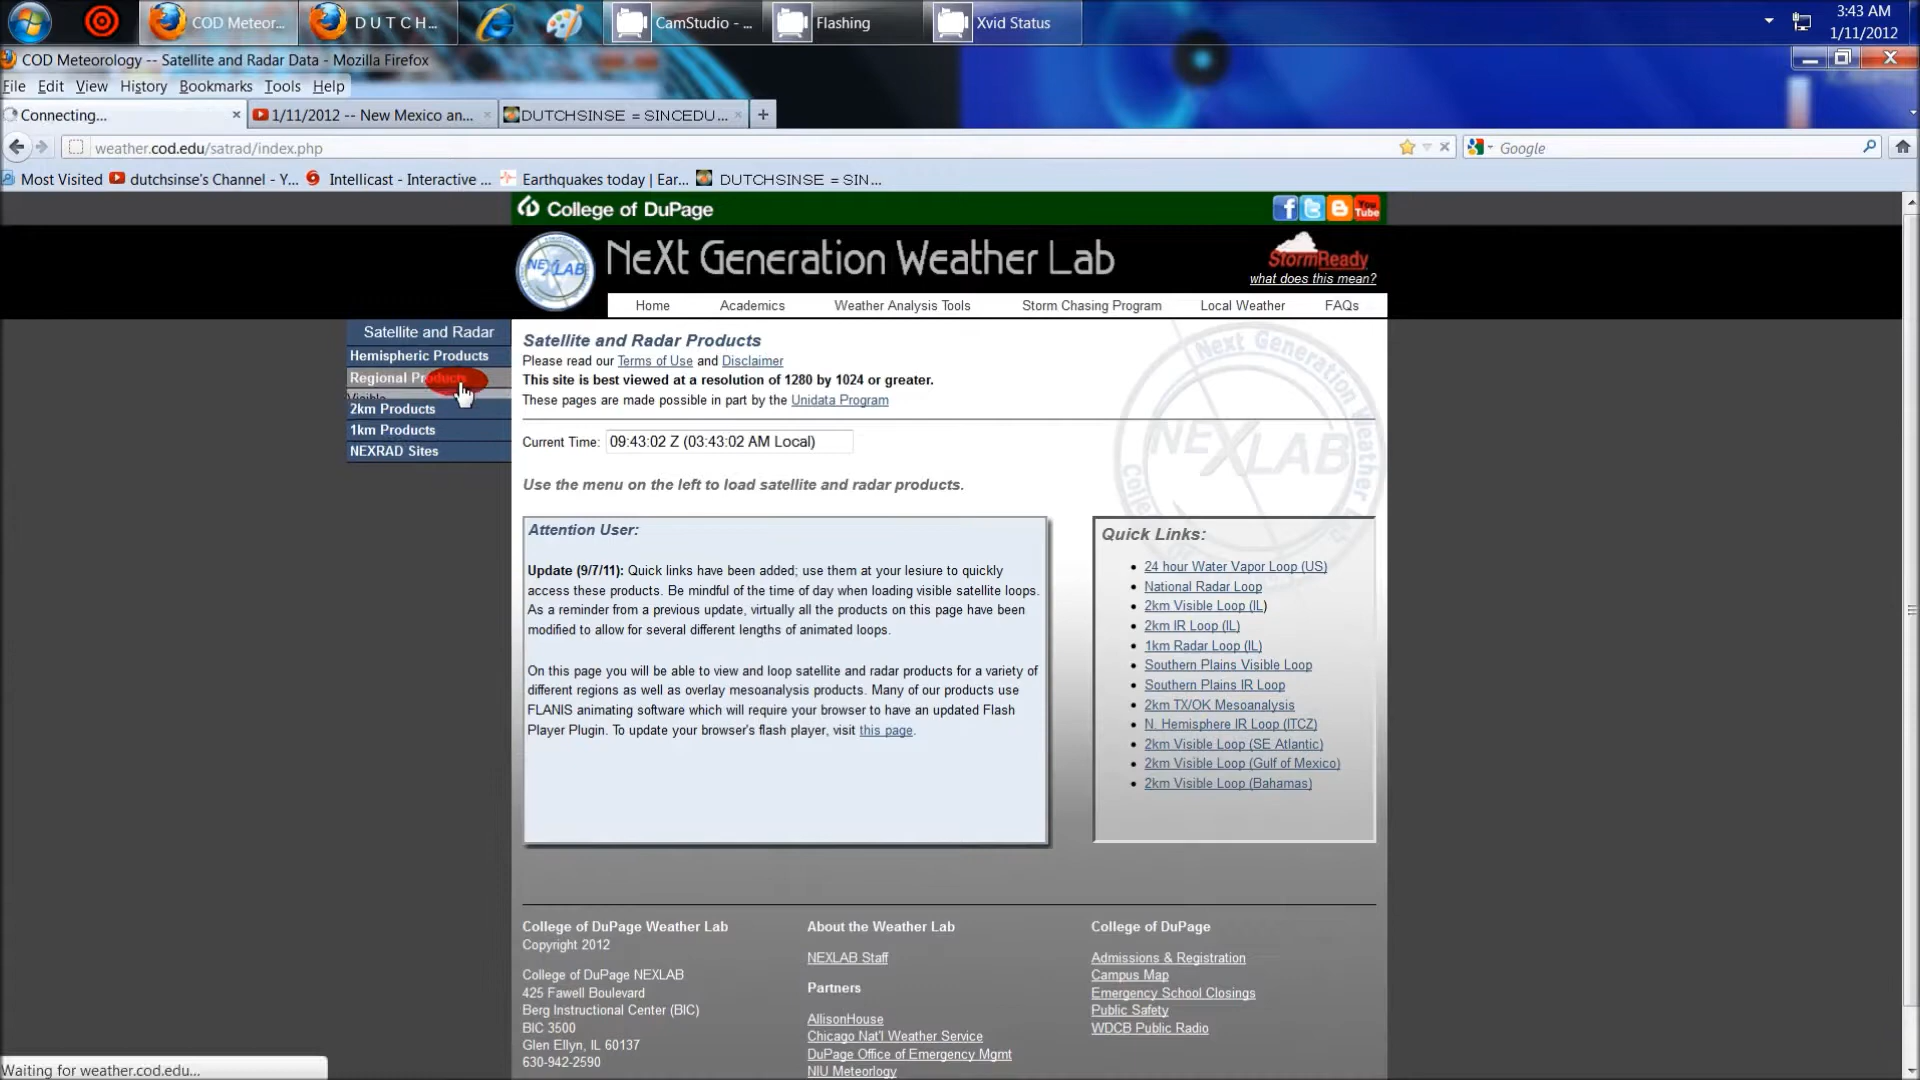 COD Meteor...
D U T C H...
CamStudio - ...
Flashing
Xvid Status
3:43 AM
1/11/2012
COD Meteorology -- Satellite and Radar Data - Mozilla Firefox
File Edit View History Bookmarks Tools Help
Connecting...
1/11/2012 -- New Mexico an...
DUTCHSINSE = SINCEDU...
weather.cod.edu/satrad/index.php
Google
Most Visited
dutchsinse's Channel - Y...
Intellicast - Interactive ...
Earthquakes today | Ear...
DUTCHSINSE = SIN...
College of DuPage
You Tube
NEXLAB
NeXt Generation Weather Lab
StormReady
what does this mean?
Home Academics Weather Analysis Tools Storm Chasing Program Local Weather FAQs
Satellite and Radar
Hemispheric Products
Regional Products
Visible
2km Products
1km Products
NEXRAD Sites
Satellite and Radar Products
Please read our Terms of Use and Disclaimer
This site is best viewed at a resolution of 1280 by 1024 or greater.
These pages are made possible in part by the Unidata Program
Current Time: 09:43:02 Z (03:43:02 AM Local)
Use the menu on the left to load satellite and radar products.
Attention User:
Update (9/7/11): Quick links have been added; use them at your lesiure to quickly
access these products. Be mindful of the time of day when loading visible satellite loops.
As a reminder from a previous update, virtually all the products on this page have been
modified to allow for several different lengths of animated loops.
On this page you will be able to view and loop satellite and radar products for a variety of
different regions as well as overlay mesoanalysis products. Many of our products use
FLANIS animating software which will require your browser to have an updated Flash
Player Plugin. To update your browser's flash player, visit this page.
Quick Links:
24 hour Water Vapor Loop (US)
National Radar Loop
2km Visible Loop (IL)
2km IR Loop (IL)
1km Radar Loop (IL)
Southern Plains Visible Loop
Southern Plains IR Loop
2km TX/OK Mesoanalysis
N. Hemisphere IR Loop (ITCZ)
2km Visible Loop (SE Atlantic)
2km Visible Loop (Gulf of Mexico)
2km Visible Loop (Bahamas)
College of DuPage Weather Lab
Copyright 2012
College of DuPage NEXLAB
425 Fawell Boulevard
Berg Instructional Center (BIC)
BIC 3500
Glen Ellyn, IL 60137
630-942-2590
About the Weather Lab
NEXLAB Staff
Partners
AllisonHouse
Chicago Nat'l Weather Service
DuPage Office of Emergency Mgmt
NIU Meteorlogy
College of DuPage
Admissions & Registration
Campus Map
Emergency School Closings
Public Safety
WDCB Public Radio
Waiting for weather.cod.edu...